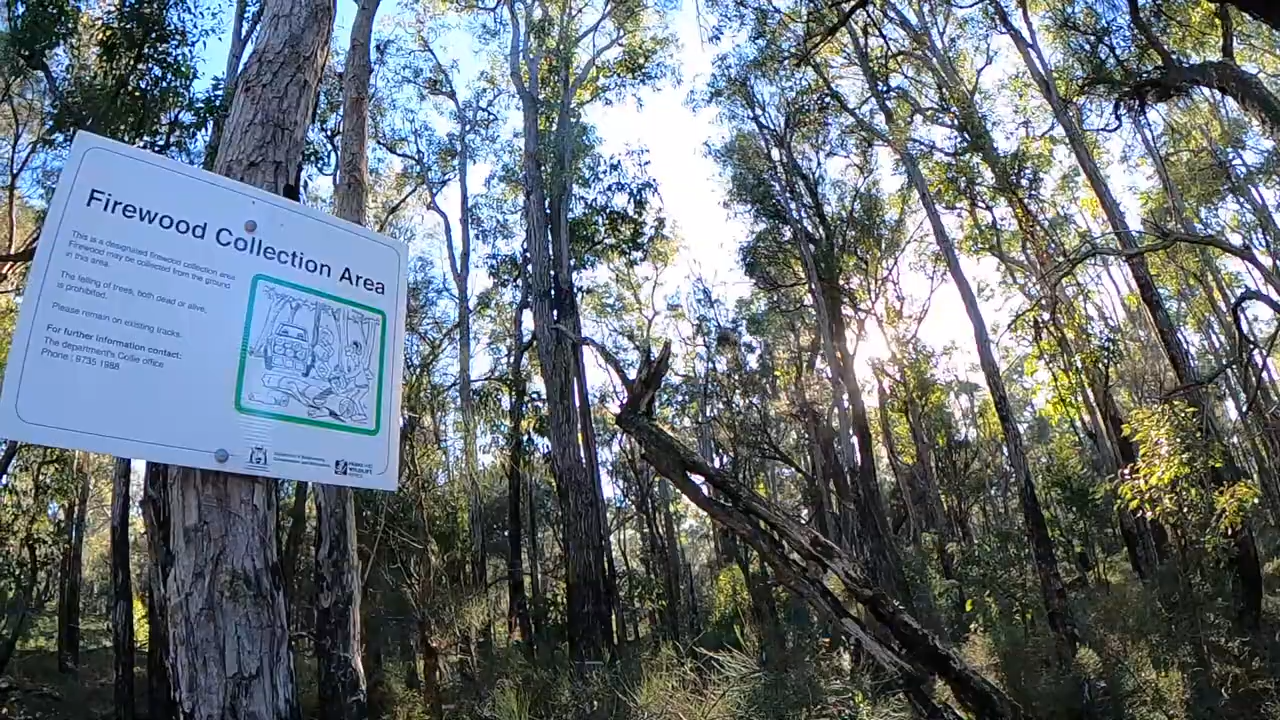 Firewood Collection Area
This is a designated firewood collection area
Firewood may be collected from the ground
in this area.
The felling of trees, both dead or alive,
is prohibited.
Please remain on existing tracks.
For further information contact:
The department's Collie office
Phone : 9735 1988